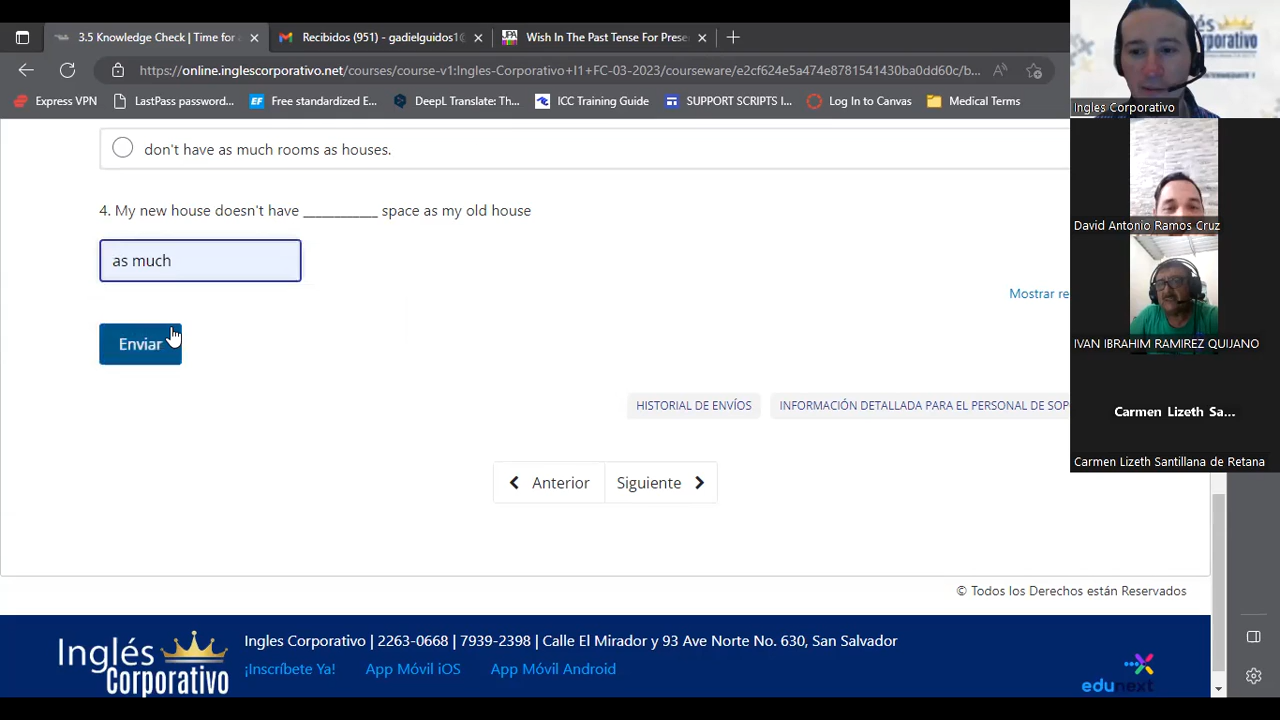 3.5 Knowledge Check | Time for
Recibidos (951) - gadielguidos1@
Wish In The Past Tense For Prese
https://online.inglescorporativo.net/courses/course-v1:Ingles-Corporativo+I1+FC-03-2023/courseware/e2cf624e5a474e8781541430ba0dd60c/b...
Express VPN
LastPass password...
EF Free standardized E...
DeepL Translate: Th...
ICC Training Guide
SUPPORT SCRIPTS I...
Log In to Canvas
Medical Terms
don't have as much rooms as houses.
4. My new house doesn't have ____________ space as my old house
as much
Mostrar re
Enviar
HISTORIAL DE ENVÍOS
INFORMACIÓN DETALLADA PARA EL PERSONAL DE SOP
Anterior
Siguiente
© Todos los Derechos están Reservados
Inglés
Corporativo
Ingles Corporativo | 2263-0668 | 7939-2398 | Calle El Mirador y 93 Ave Norte No. 630, San Salvador
¡Inscríbete Ya!
App Móvil iOS
App Móvil Android
edunext
Ingles Corporativo
David Antonio Ramos Cruz
IVAN IBRAHIM RAMIREZ QUIJANO
Carmen Lizeth Sa...
Carmen Lizeth Santillana de Retana